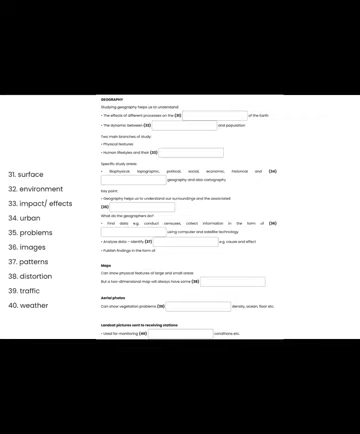 31. surface
32. environment
33. impact/ effects
34. urban
35. problems
36. images
37. patterns
38. distortion
39. traffic
40. weather
GEOGRAPHY
Studying geography helps us to understand:
• The effects of different processes on the (31) of the Earth
• The dynamic between (32) and population
Two main branches of study:
• Physical features
• Human lifestyles and their (33)
Specific study areas:
• Biophysical, topographic, political, social, economic, historical and (34)
geography and also cartography
Key point:
• Geography helps us to understand our surroundings and the associated
(35)
What do the geographers do?
• Find data e.g. conduct censuses, collect information in the form of (36)
using computer and satellite technology
• Analyse data – identify (37) e.g. cause and effect
• Publish findings in the form of:
Maps
Can show physical features of large and small areas
But a two-dimensional map will always have some (38)
Aerial photos
Can show vegetation problems (39) density, ocean, floor etc.
Landsat pictures sent to receiving stations
• Used for monitoring (40) conditions etc.